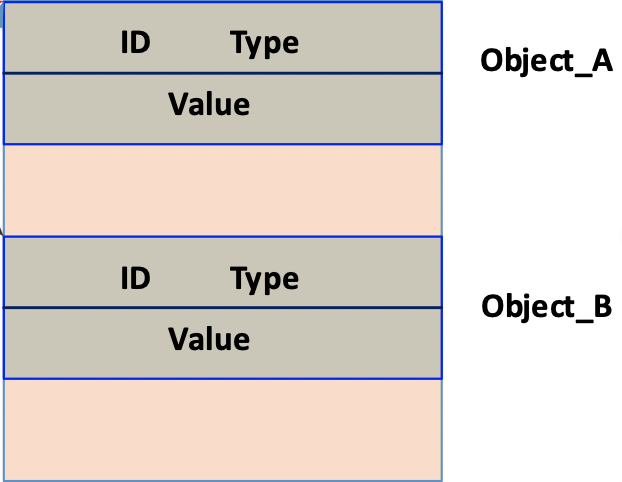 ID Type
Object_A
Value
ID Type
Object_B
Value